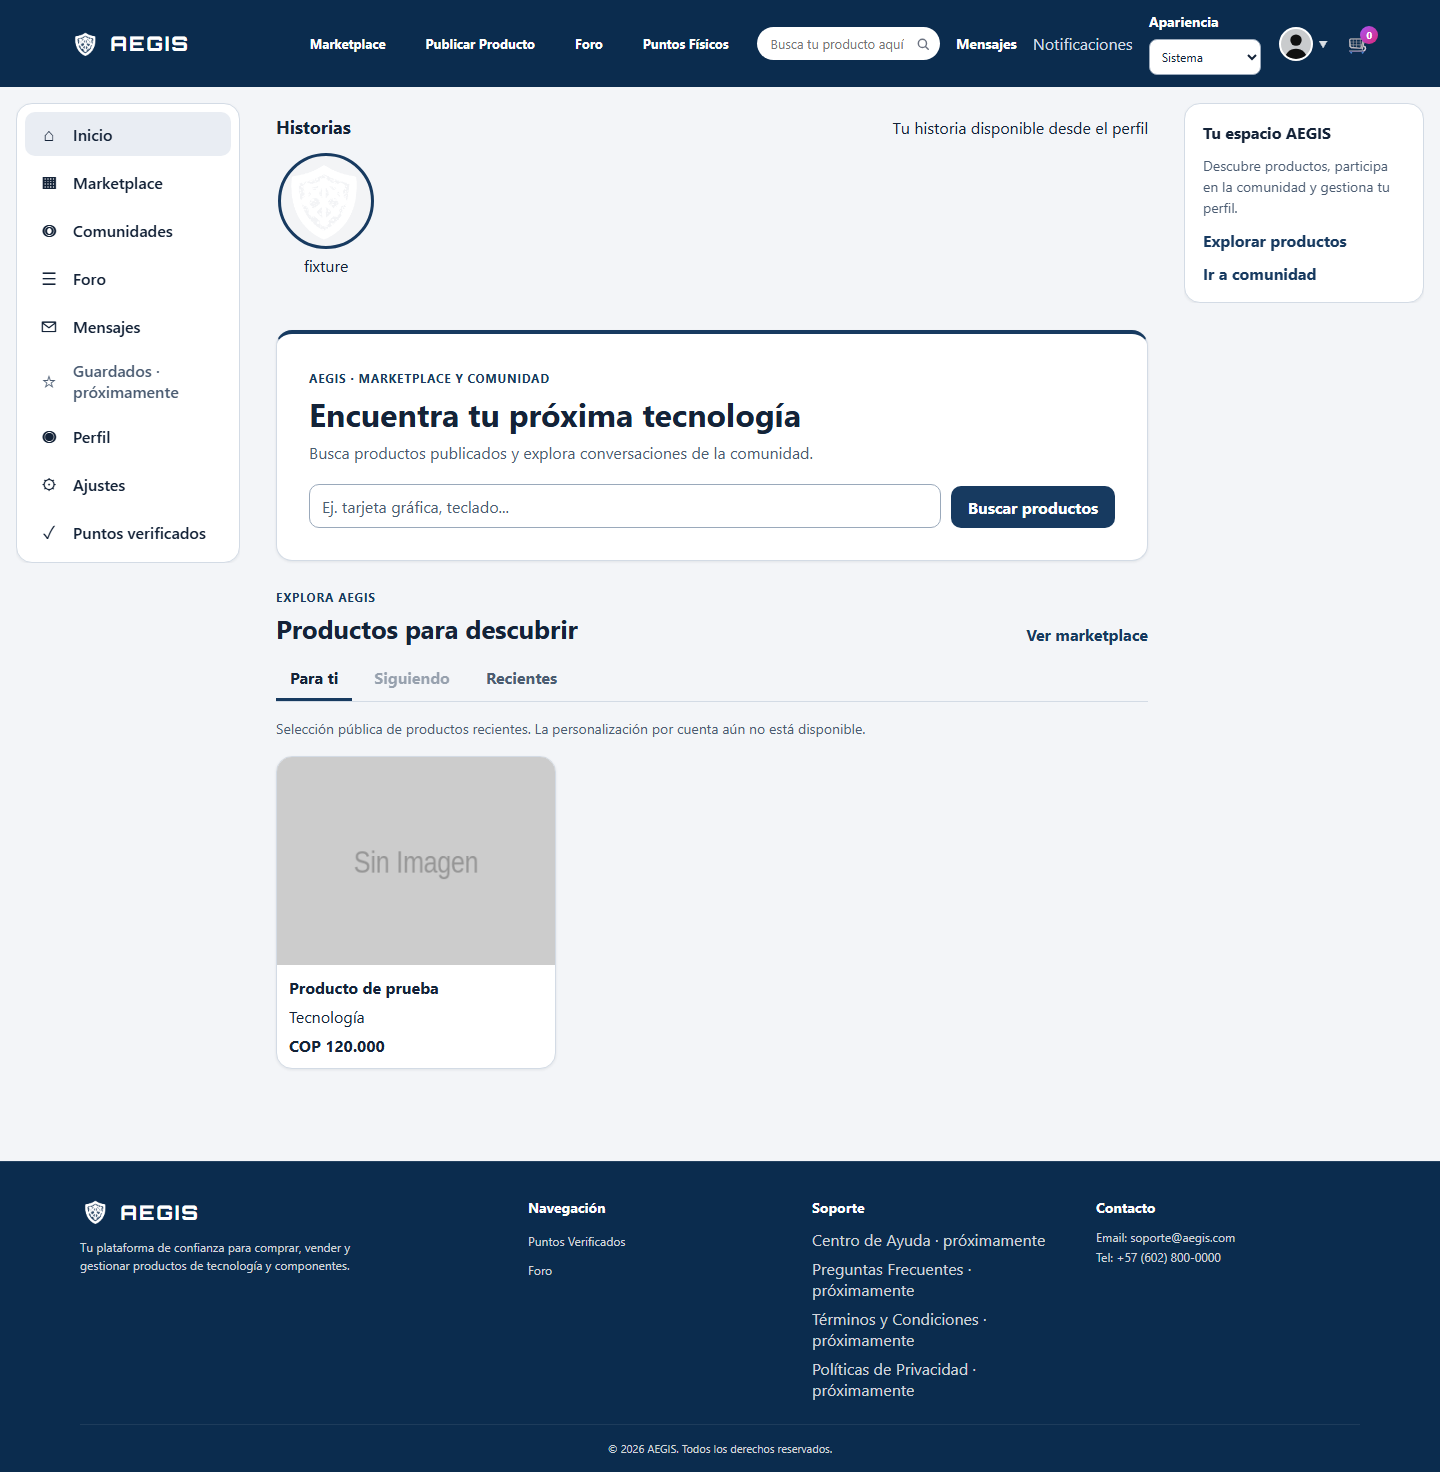 AEGIS
Marketplace
Publicar Producto
Foro
Puntos Físicos
Busca tu producto aquí
Mensajes
Notificaciones
Apariencia
Sistema
0
Inicio
Marketplace
Comunidades
Foro
Mensajes
Guardados ·
próximamente
Perfil
Ajustes
Puntos verificados
Historias
Tu historia disponible desde el perfil
fixture
AEGIS · MARKETPLACE Y COMUNIDAD
Encuentra tu próxima tecnología
Busca productos publicados y explora conversaciones de la comunidad.
Ej. tarjeta gráfica, teclado...
Buscar productos
EXPLORA AEGIS
Productos para descubrir
Ver marketplace
Para ti
Siguiendo
Recientes
Selección pública de productos recientes. La personalización por cuenta aún no está disponible.
Sin Imagen
Producto de prueba
Tecnología
COP 120.000
Tu espacio AEGIS
Descubre productos, participa
en la comunidad y gestiona tu
perfil.
Explorar productos
Ir a comunidad
AEGIS
Tu plataforma de confianza para comprar, vender y
gestionar productos de tecnología y componentes.
Navegación
Puntos Verificados
Foro
Soporte
Centro de Ayuda · próximamente
Preguntas Frecuentes ·
próximamente
Términos y Condiciones ·
próximamente
Políticas de Privacidad ·
próximamente
Contacto
Email: soporte@aegis.com
Tel: +57 (602) 800-0000
© 2026 AEGIS. Todos los derechos reservados.